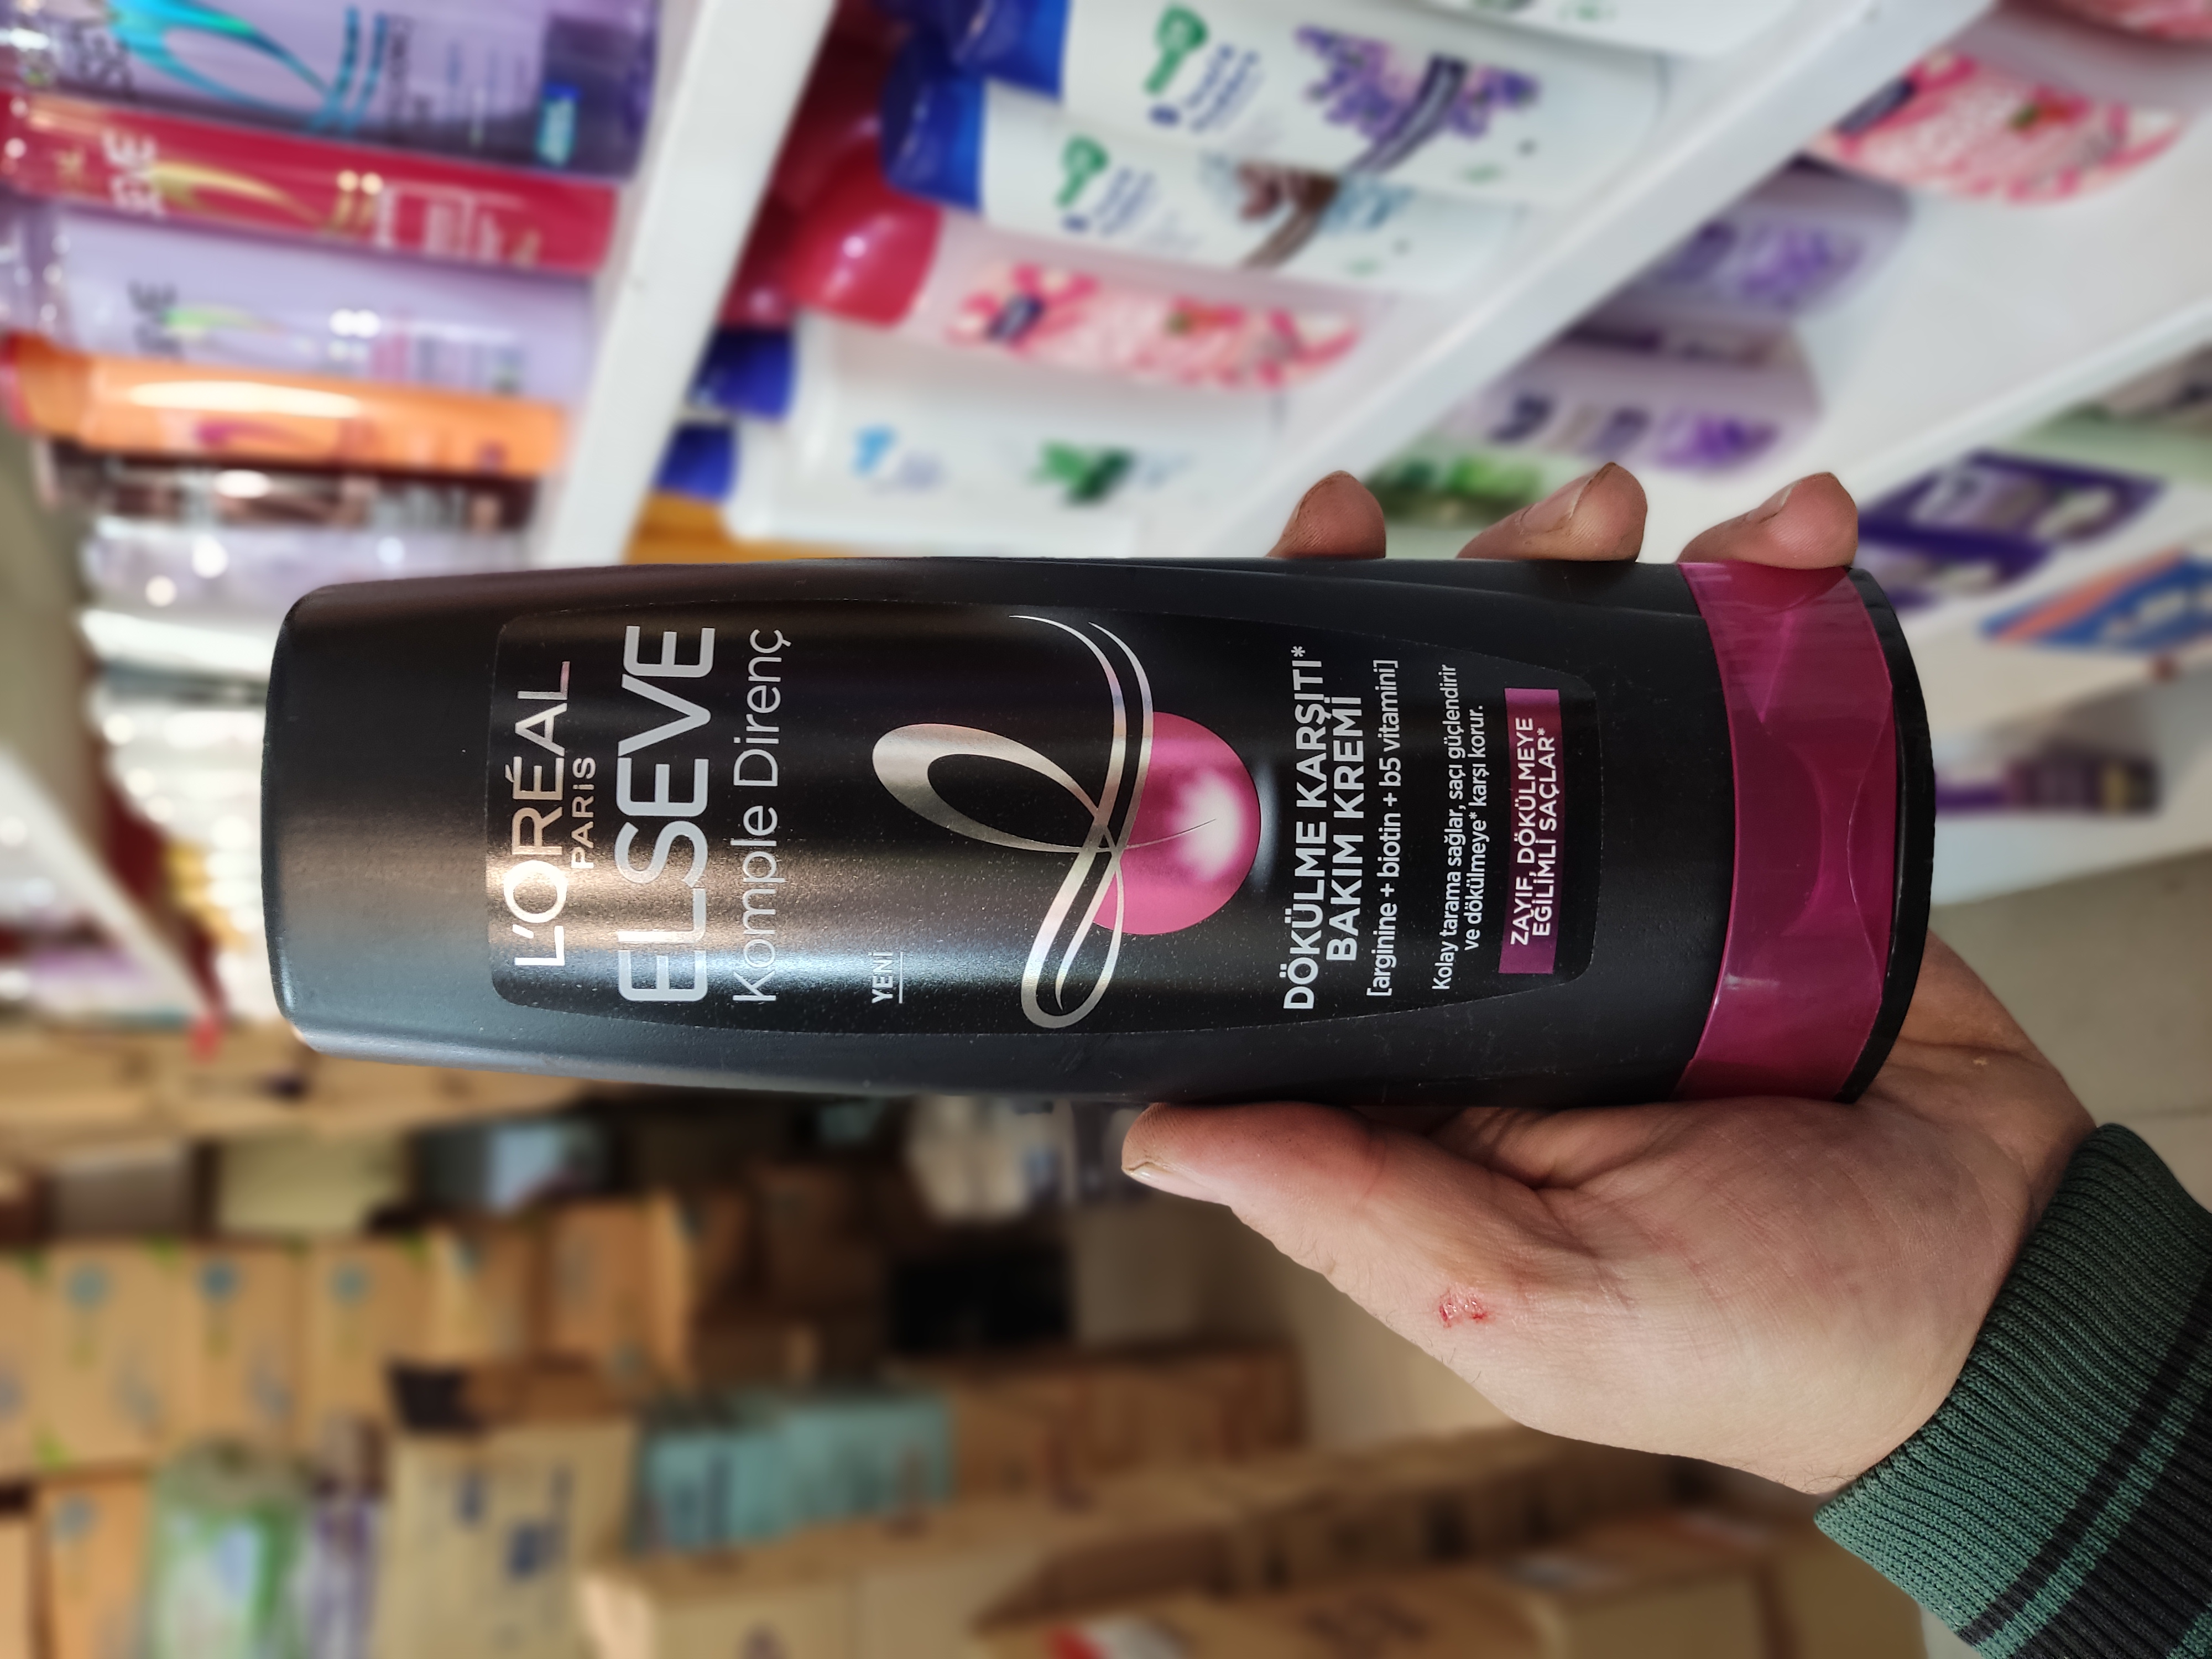 L'ORÉAL
PARiS
ELSEVE
Komple Direnç
YENİ
DÖKÜLME KARŞITI*
BAKIM KREMİ
[arginine + biotin + b5 vitamini]
Kolay tarama sağlar, saçı güçlendirir
ve dökülmeye* karşı korur.
ZAYIF, DÖKÜLMEYE
EĞİLİMLİ SAÇLAR*